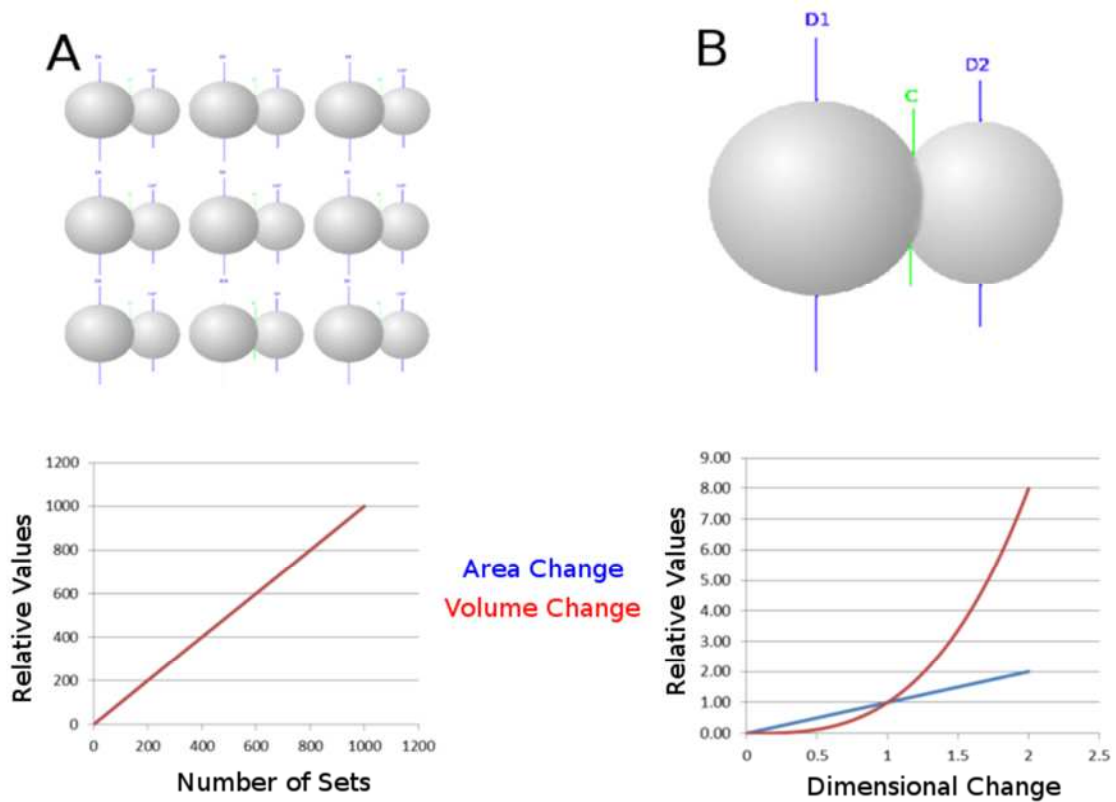 A
B
D1
D2
C
1200
1000
800
600
400
200
0
0 200 400 600 800 1000 1200
Relative Values
Number of Sets
Area Change
Volume Change
9.00
8.00
7.00
6.00
5.00
4.00
3.00
2.00
1.00
0.00
0 0.5 1 1.5 2 2.5
Relative Values
Dimensional Change